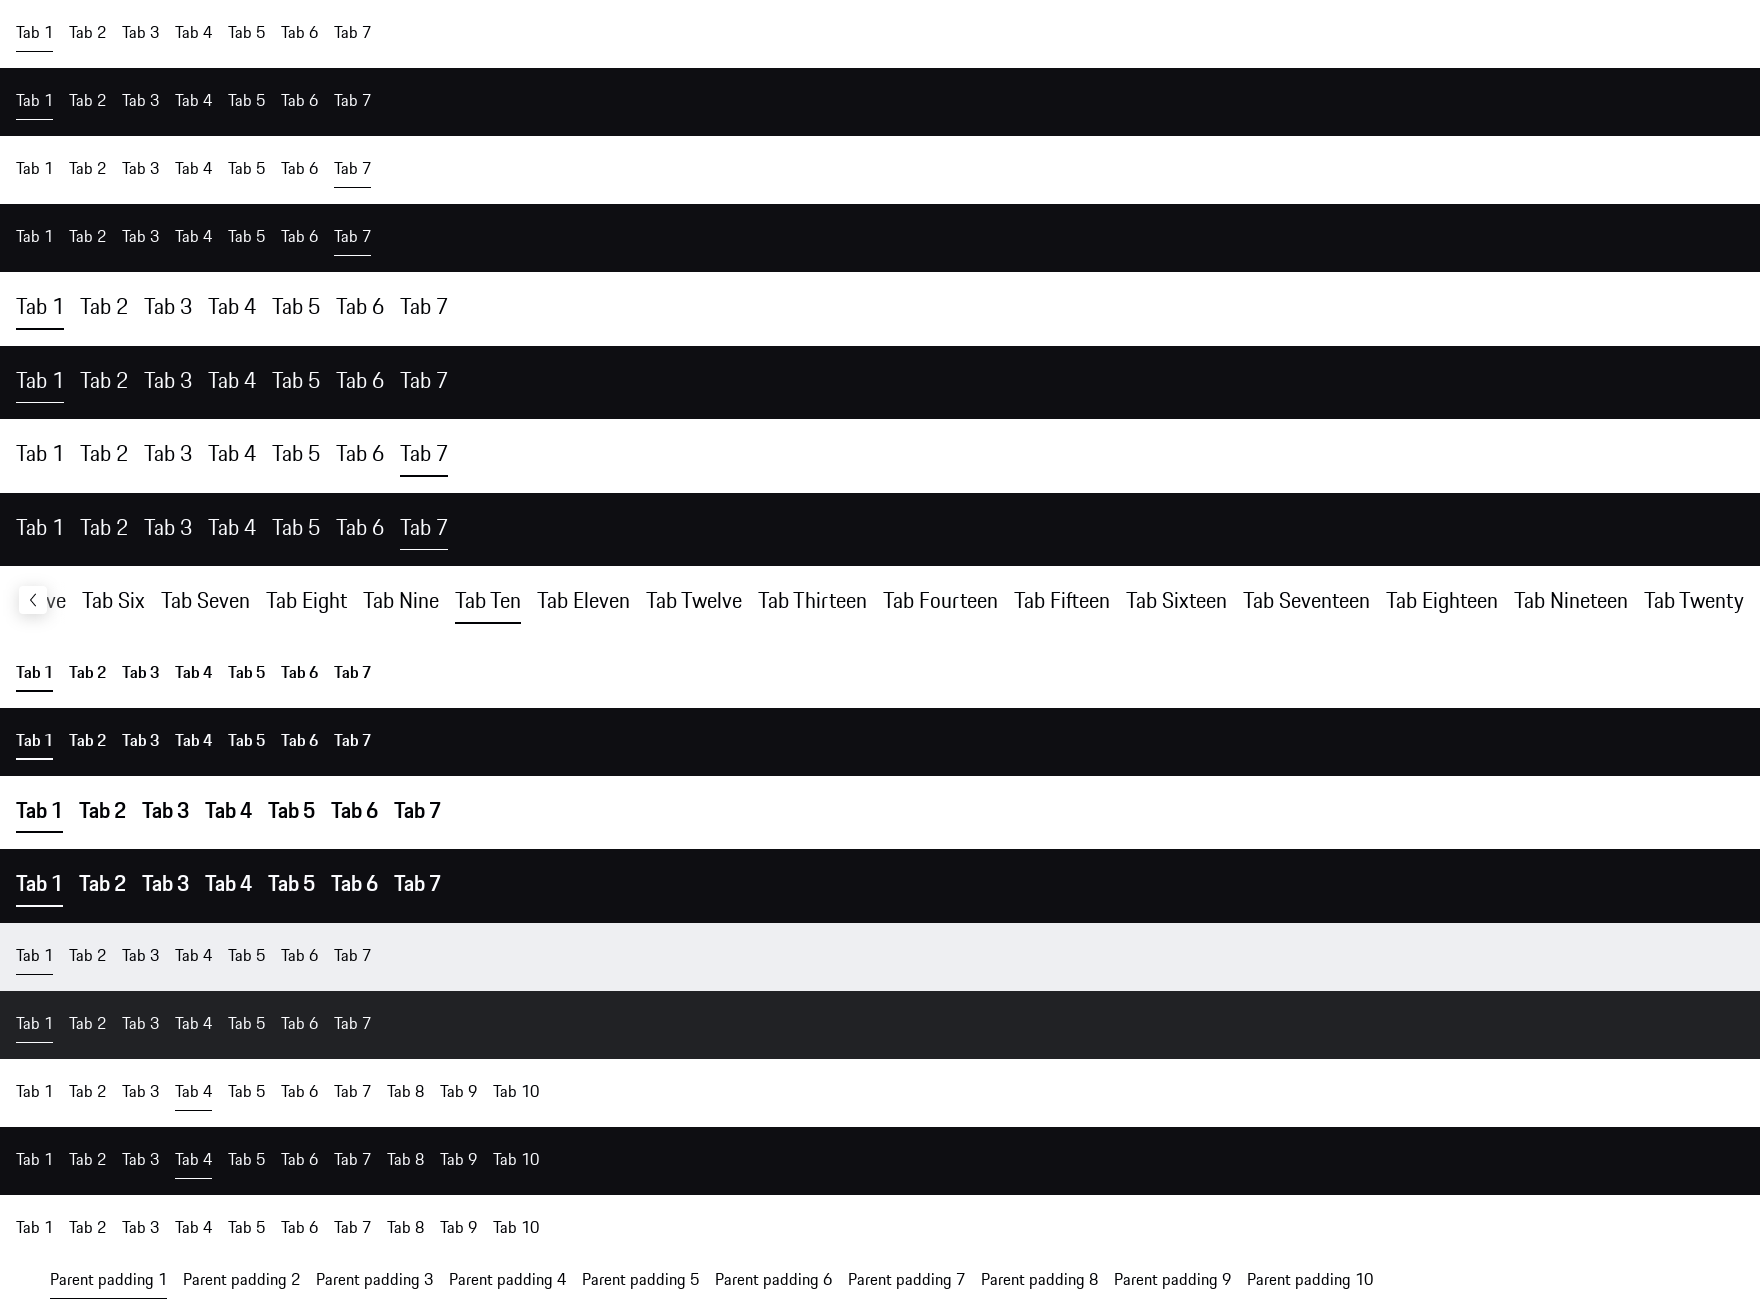 Tab 1 Tab 2 Tab 3 Tab 4 Tab 5 Tab 6 Tab 7
Tab 1 Tab 2 Tab 3 Tab 4 Tab 5 Tab 6 Tab 7
Tab 1 Tab 2 Tab 3 Tab 4 Tab 5 Tab 6 Tab 7
Tab 1 Tab 2 Tab 3 Tab 4 Tab 5 Tab 6 Tab 7
Tab 1 Tab 2 Tab 3 Tab 4 Tab 5 Tab 6 Tab 7
Tab 1 Tab 2 Tab 3 Tab 4 Tab 5 Tab 6 Tab 7
Tab 1 Tab 2 Tab 3 Tab 4 Tab 5 Tab 6 Tab 7
Tab 1 Tab 2 Tab 3 Tab 4 Tab 5 Tab 6 Tab 7
ve Tab Six Tab Seven Tab Eight Tab Nine Tab Ten Tab Eleven Tab Twelve Tab Thirteen Tab Fourteen Tab Fifteen Tab Sixteen Tab Seventeen Tab Eighteen Tab Nineteen Tab Twenty
Tab 1 Tab 2 Tab 3 Tab 4 Tab 5 Tab 6 Tab 7
Tab 1 Tab 2 Tab 3 Tab 4 Tab 5 Tab 6 Tab 7
Tab 1 Tab 2 Tab 3 Tab 4 Tab 5 Tab 6 Tab 7
Tab 1 Tab 2 Tab 3 Tab 4 Tab 5 Tab 6 Tab 7
Tab 1 Tab 2 Tab 3 Tab 4 Tab 5 Tab 6 Tab 7
Tab 1 Tab 2 Tab 3 Tab 4 Tab 5 Tab 6 Tab 7
Tab 1 Tab 2 Tab 3 Tab 4 Tab 5 Tab 6 Tab 7 Tab 8 Tab 9 Tab 10
Tab 1 Tab 2 Tab 3 Tab 4 Tab 5 Tab 6 Tab 7 Tab 8 Tab 9 Tab 10
Tab 1 Tab 2 Tab 3 Tab 4 Tab 5 Tab 6 Tab 7 Tab 8 Tab 9 Tab 10
Parent padding 1 Parent padding 2 Parent padding 3 Parent padding 4 Parent padding 5 Parent padding 6 Parent padding 7 Parent padding 8 Parent padding 9 Parent padding 10